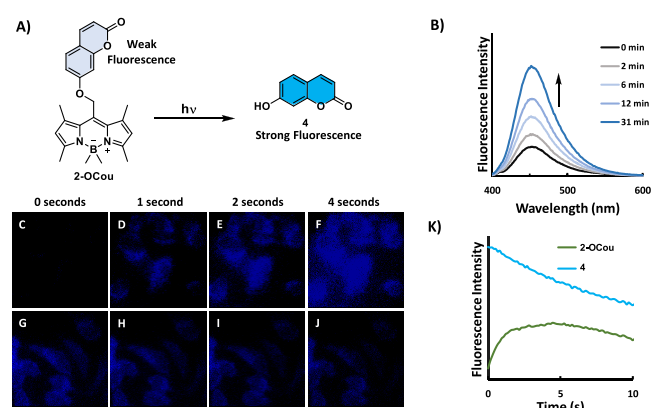 A)
O
O
Weak
Fluorescence
O
hν
HO
O
O
4
Strong Fluorescence
N
−
N
B
+
2-OCou
B)
Fluorescence Intensity
0 min
2 min
6 min
12 min
31 min
400
500
600
Wavelength (nm)
0 seconds
1 second
2 seconds
4 seconds
C
D
E
F
G
H
I
J
K)
Fluorescence Intensity
2-OCou
4
0
5
10
Time (s)